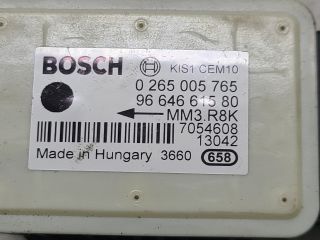 BOSCH KIS1 CEM10
0 265 005 765
96 646 615 80
MM3.R8K
7054608
13042
Made in Hungary 3660 658